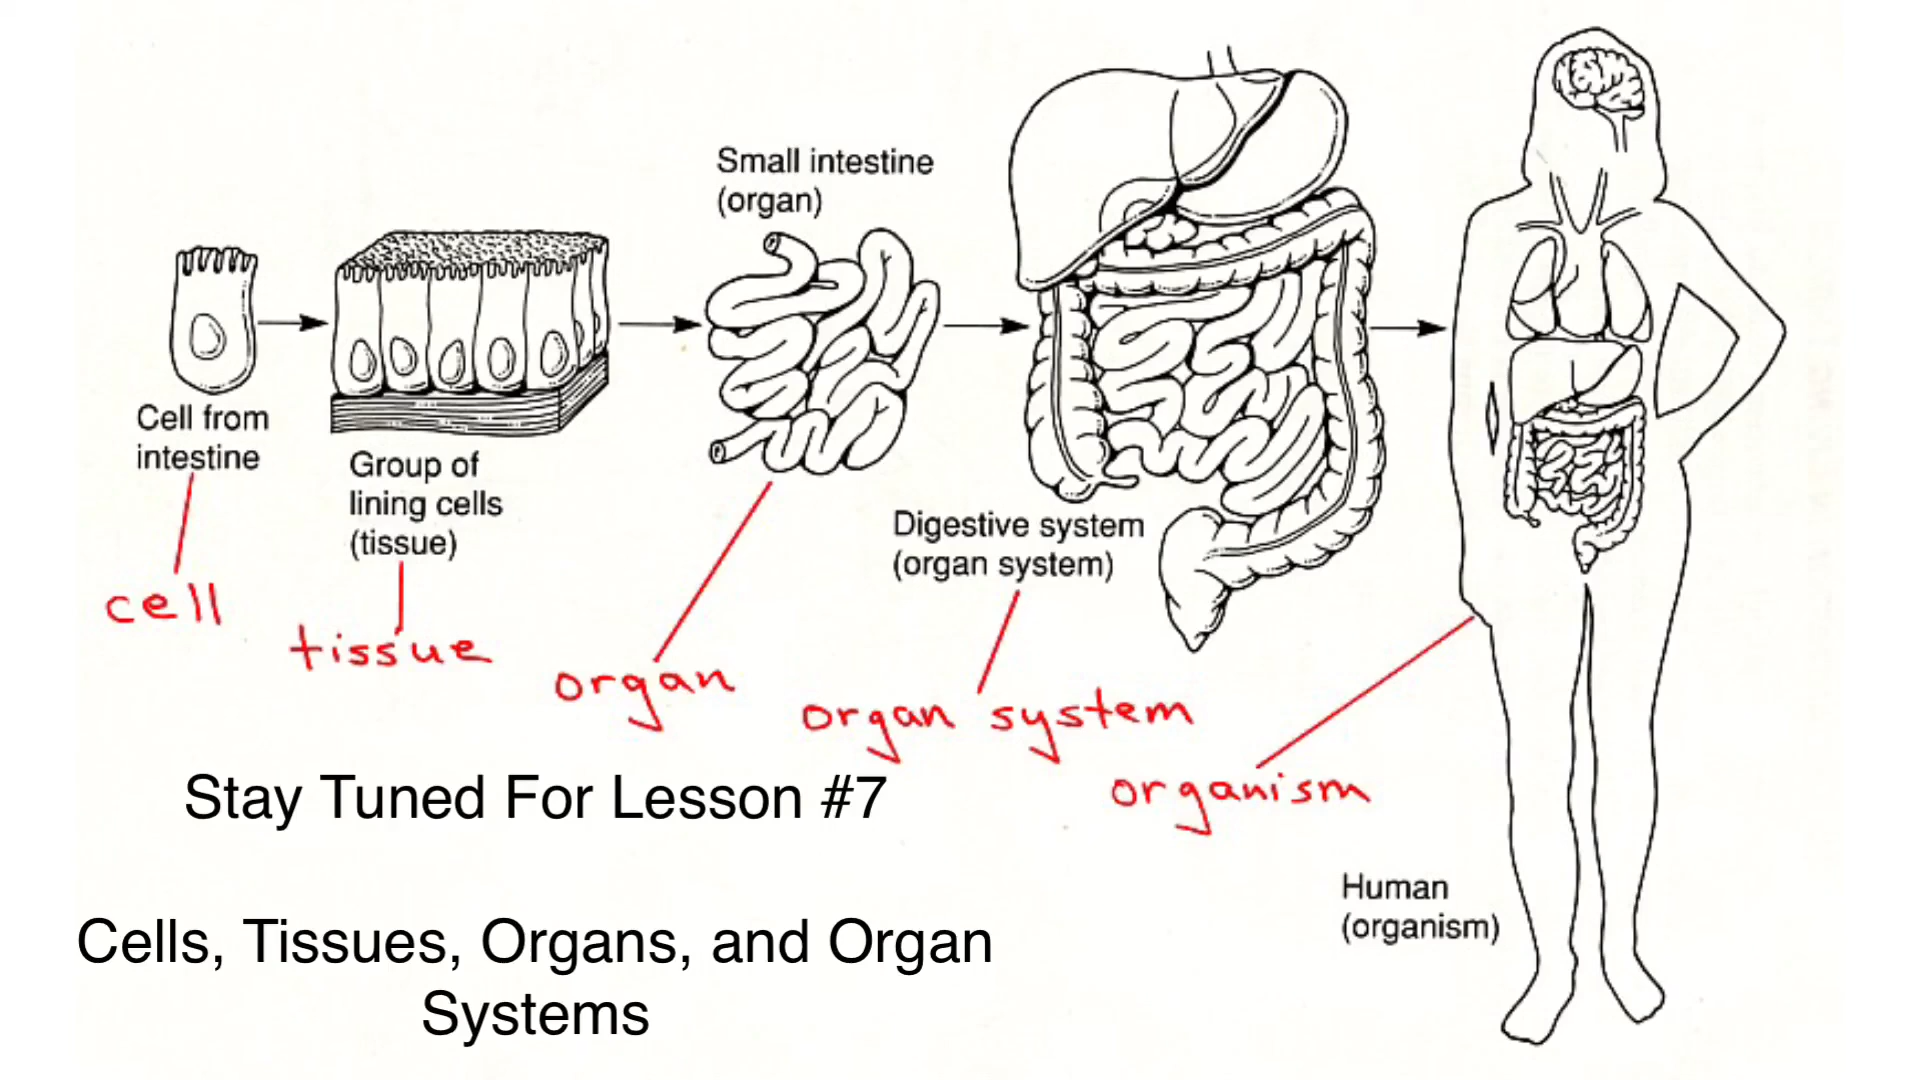 Small intestine
(organ)
Cell from
intestine
Group of
lining cells
(tissue)
Digestive system
(organ system)
cell
tissue
organ
organ system
organism
Stay Tuned For Lesson #7
Human
(organism)
Cells, Tissues, Organs, and Organ
Systems